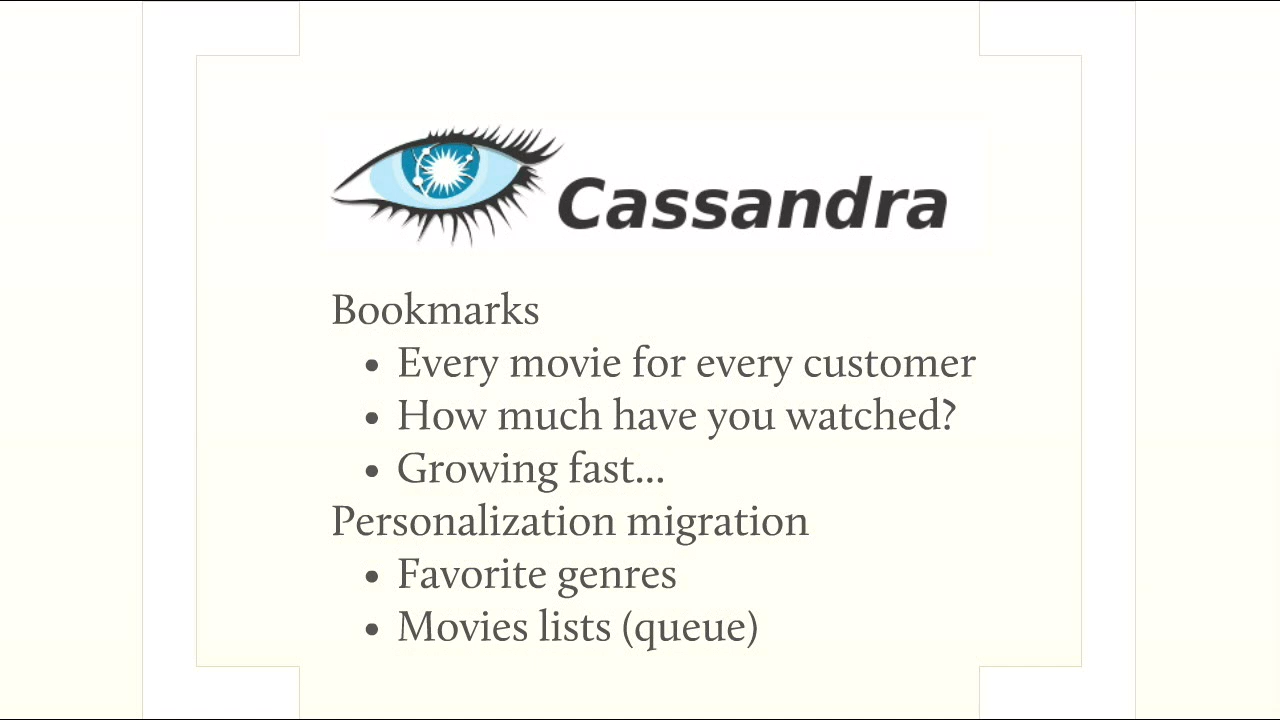 Cassandra
Bookmarks
• Every movie for every customer
• How much have you watched?
• Growing fast...
Personalization migration
• Favorite genres
• Movies lists (queue)